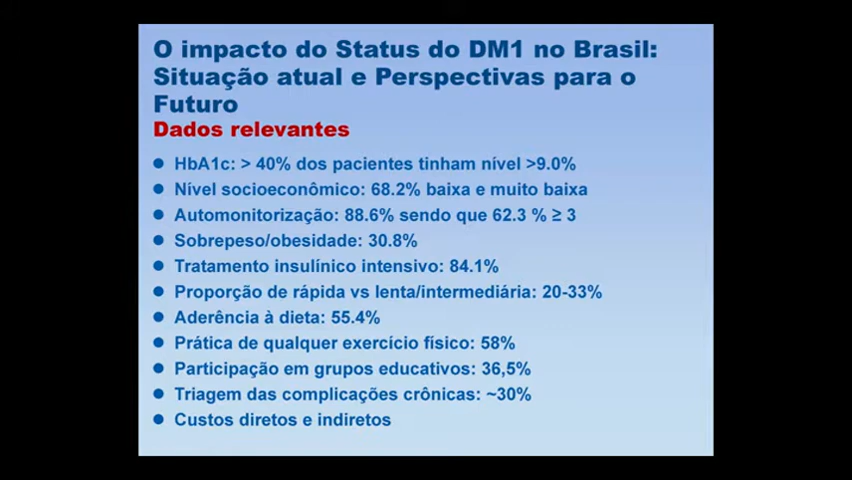 O impacto do Status do DM1 no Brasil:
Situação atual e Perspectivas para o
Futuro
Dados relevantes
HbA1c: > 40% dos pacientes tinham nível >9.0%
Nível socioeconômico: 68.2% baixa e muito baixa
Automonitorização: 88.6% sendo que 62.3 % ≥ 3
Sobrepeso/obesidade: 30.8%
Tratamento insulínico intensivo: 84.1%
Proporção de rápida vs lenta/intermediária: 20-33%
Aderência à dieta: 55.4%
Prática de qualquer exercício físico: 58%
Participação em grupos educativos: 36,5%
Triagem das complicações crônicas: ~30%
Custos diretos e indiretos